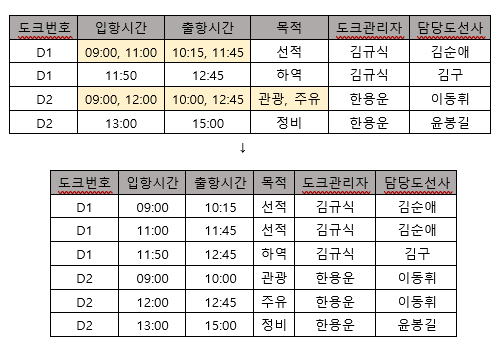 도크번호 입항시간 출항시간 목적 도크관리자 담당도선사
D1 09:00, 11:00 10:15, 11:45 선적 김규식 김순애
D1 11:50 12:45 하역 김규식 김구
D2 09:00, 12:00 10:00, 12:45 관광, 주유 한용운 이동휘
D2 13:00 15:00 정비 한용운 윤봉길
↓
도크번호 입항시간 출항시간 목적 도크관리자 담당도선사
D1 09:00 10:15 선적 김규식 김순애
D1 11:00 11:45 선적 김규식 김순애
D1 11:50 12:45 하역 김규식 김구
D2 09:00 10:00 관광 한용운 이동휘
D2 12:00 12:45 주유 한용운 이동휘
D2 13:00 15:00 정비 한용운 윤봉길